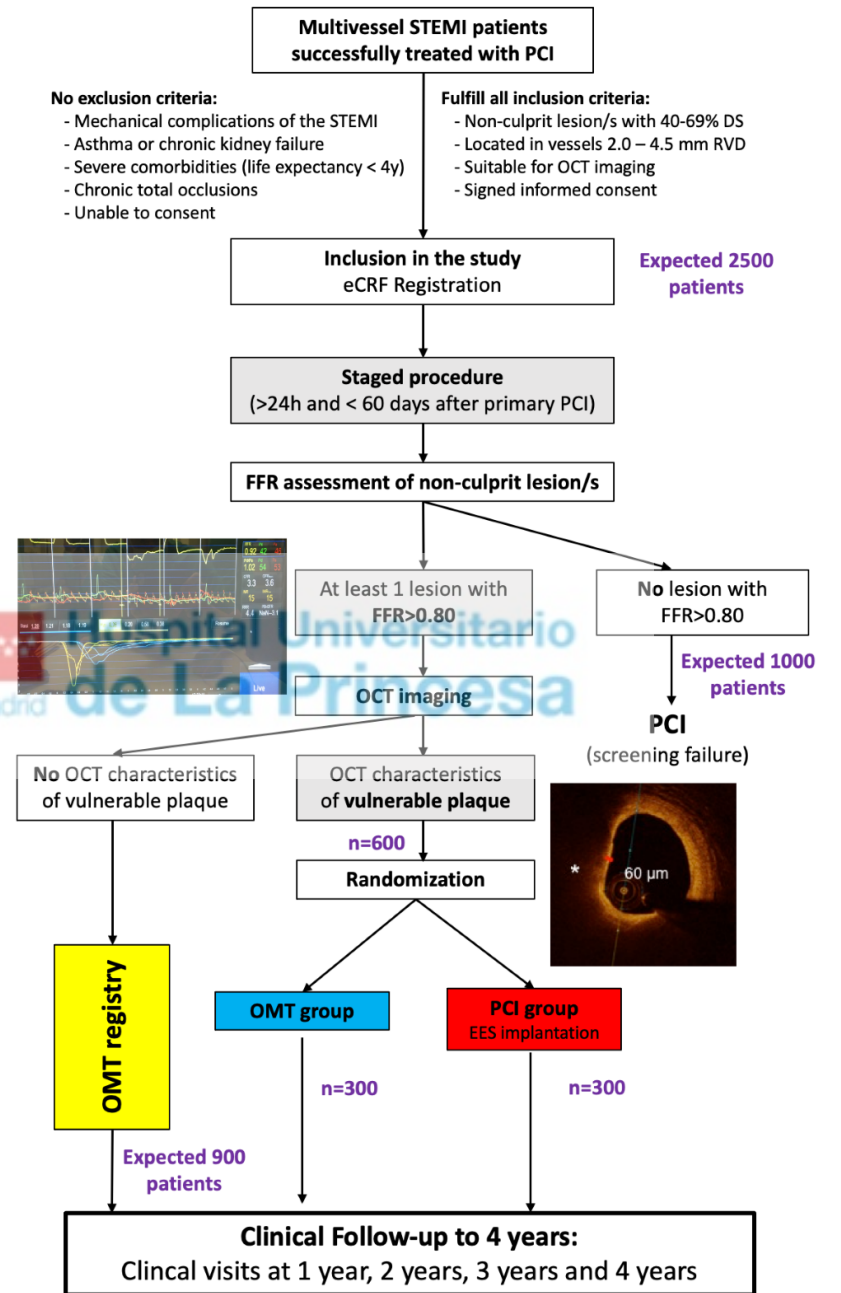 Multivessel STEMI patients
successfully treated with PCI
No exclusion criteria:
- Mechanical complications of the STEMI
- Asthma or chronic kidney failure
- Severe comorbidities (life expectancy < 4y)
- Chronic total occlusions
- Unable to consent
Fulfill all inclusion criteria:
- Non-culprit lesion/s with 40-69% DS
- Located in vessels 2.0 – 4.5 mm RVD
- Suitable for OCT imaging
- Signed informed consent
Inclusion in the study
eCRF Registration
Expected 2500
patients
Staged procedure
(>24h and < 60 days after primary PCI)
FFR assessment of non-culprit lesion/s
At least 1 lesion with
FFR>0.80
No lesion with
FFR>0.80
Hospital Universitario
de La Princesa
Live
Expected 1000
patients
OCT imaging
PCI
(screening failure)
No OCT characteristics
of vulnerable plaque
OCT characteristics
of vulnerable plaque
n=600
Randomization
*
60 µm
OMT registry
OMT group
PCI group
EES implantation
n=300
n=300
Expected 900
patients
Clinical Follow-up to 4 years:
Clincal visits at 1 year, 2 years, 3 years and 4 years